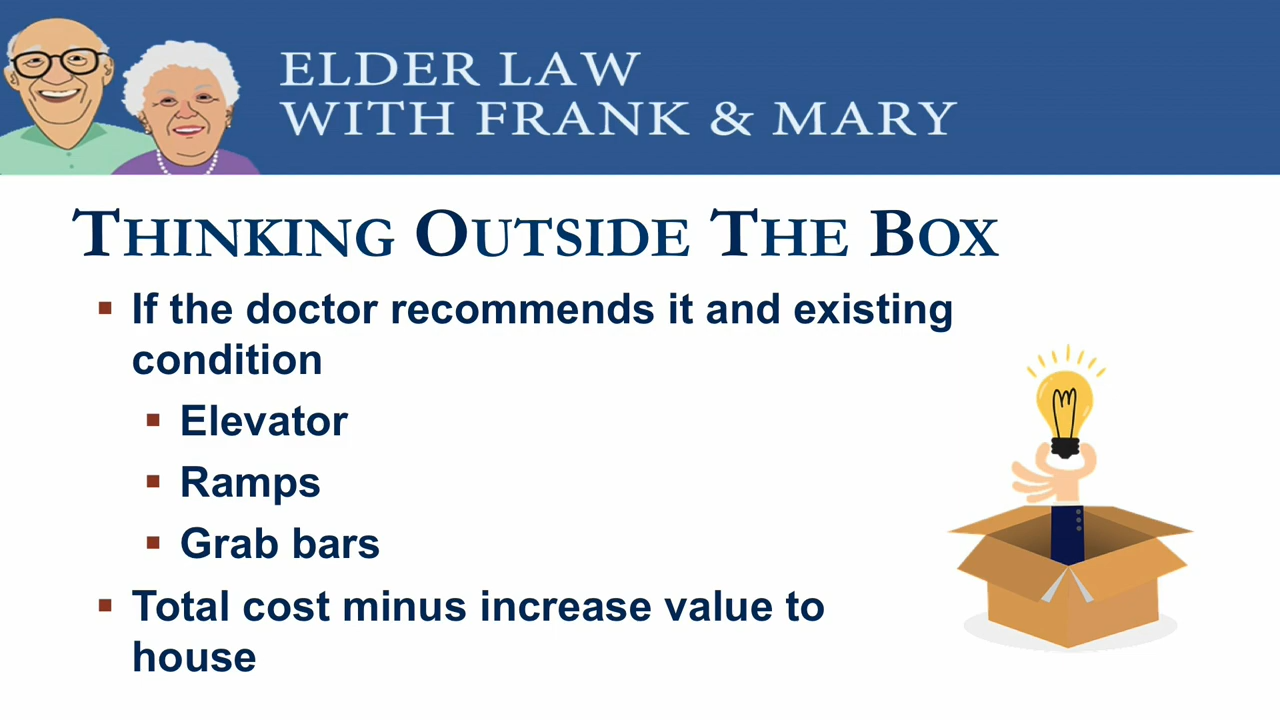 ELDER LAW
WITH FRANK & MARY
THINKING OUTSIDE THE BOX
▪ If the doctor recommends it and existing
condition
▪ Elevator
▪ Ramps
▪ Grab bars
▪ Total cost minus increase value to
house